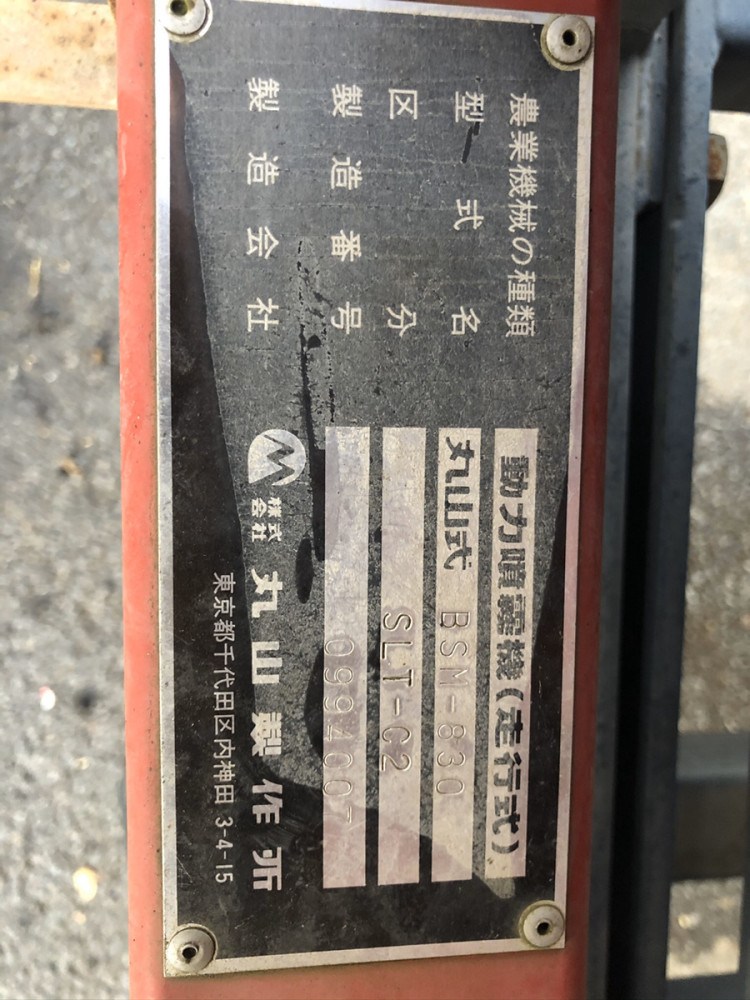 農業機械の種類 動力噴霧機(走行式)
型式名 丸山式 BSM-830
区分 SLT-C2
製造番号 0994007
製造会社 株式会社 丸山製作所
東京都千代田区内神田 3-4-15